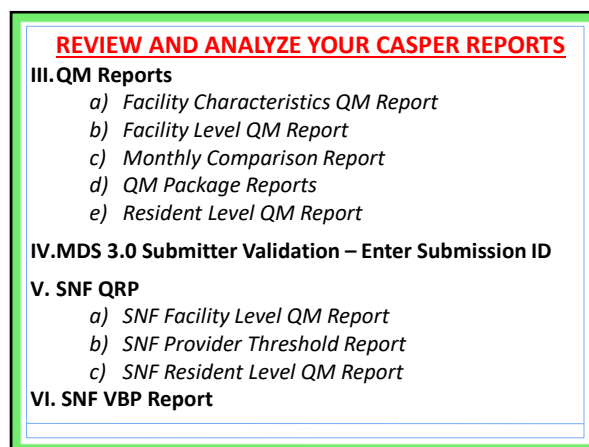 REVIEW AND ANALYZE YOUR CASPER REPORTS
III. QM Reports
a) Facility Characteristics QM Report
b) Facility Level QM Report
c) Monthly Comparison Report
d) QM Package Reports
e) Resident Level QM Report
IV.MDS 3.0 Submitter Validation – Enter Submission ID
V. SNF QRP
a) SNF Facility Level QM Report
b) SNF Provider Threshold Report
c) SNF Resident Level QM Report
VI. SNF VBP Report